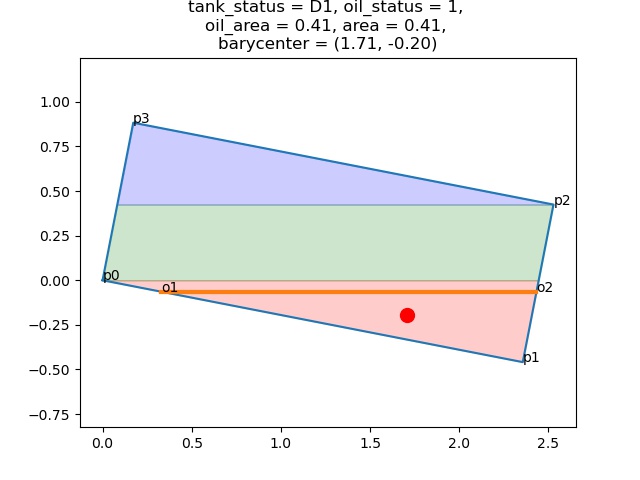 tank_status = D1, oil_status = 1,
oil_area = 0.41, area = 0.41,
barycenter = (1.71, -0.20)
1.00
0.75
0.50
0.25
0.00
−0.25
−0.50
−0.75
p3
p2
p0
o1
o2
p1
0.0
0.5
1.0
1.5
2.0
2.5